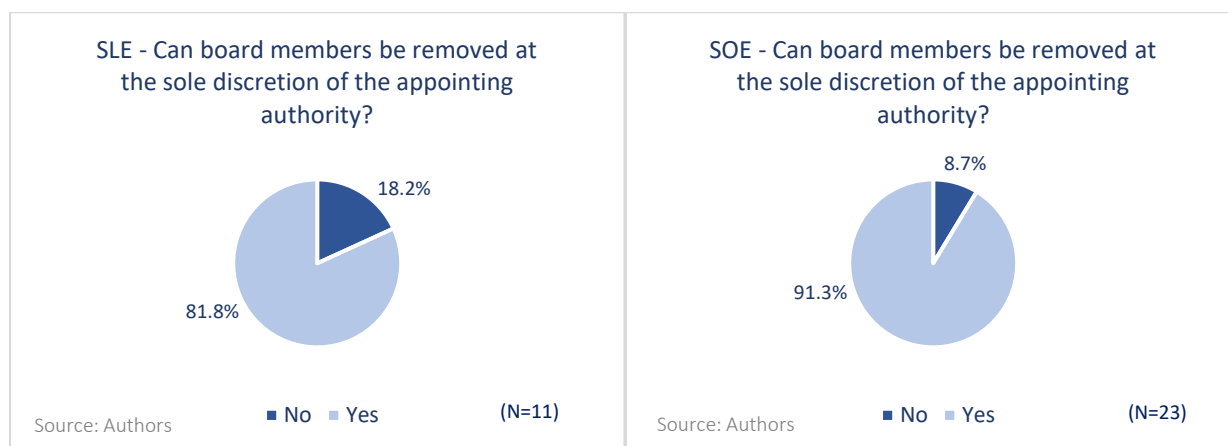 SLE - Can board members be removed at
the sole discretion of the appointing
authority?
18.2%
81.8%
No Yes
(N=11)
Source: Authors
SOE - Can board members be removed at
the sole discretion of the appointing
authority?
8.7%
91.3%
No Yes
(N=23)
Source: Authors